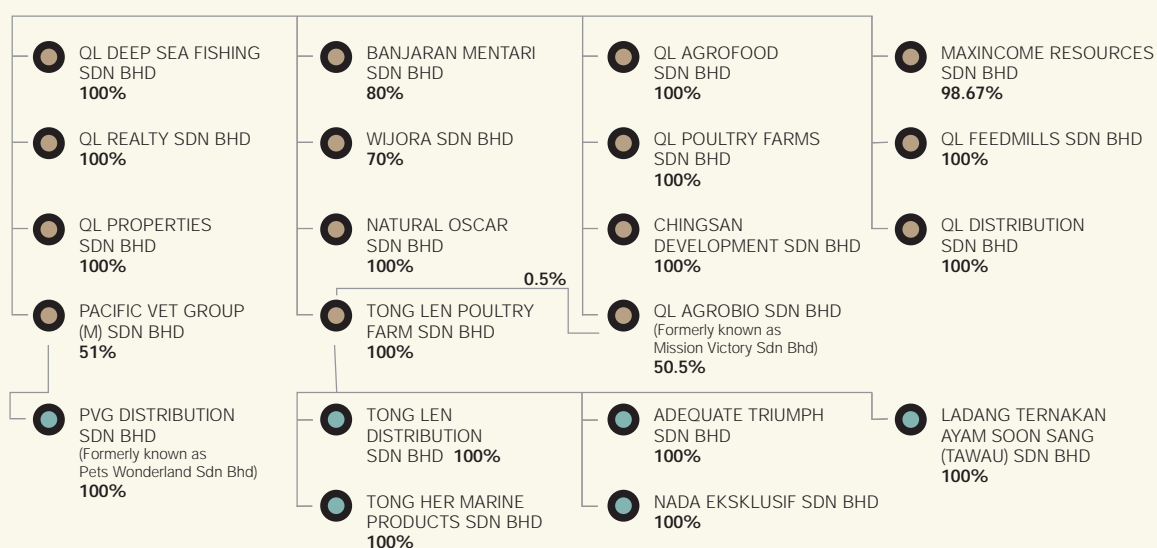 QL DEEP SEA FISHING
SDN BHD
100%
BANJARAN MENTARI
SDN BHD
80%
QL AGROFOOD
SDN BHD
100%
MAXINCOME RESOURCES
SDN BHD
98.67%
QL REALTY SDN BHD
100%
WIJORA SDN BHD
70%
QL POULTRY FARMS
SDN BHD
100%
QL FEEDMILLS SDN BHD
100%
QL PROPERTIES
SDN BHD
100%
NATURAL OSCAR
SDN BHD
100%
CHINGSAN
DEVELOPMENT SDN BHD
100%
QL DISTRIBUTION
SDN BHD
100%
PACIFIC VET GROUP
(M) SDN BHD
51%
TONG LEN POULTRY
FARM SDN BHD
100%
0.5%
QL AGROBIO SDN BHD
(Formerly known as
Mission Victory Sdn Bhd)
50.5%
PVG DISTRIBUTION
SDN BHD
(Formerly known as
Pets Wonderland Sdn Bhd)
100%
TONG LEN
DISTRIBUTION
SDN BHD 100%
ADEQUATE TRIUMPH
SDN BHD
100%
LADANG TERNAKAN
AYAM SOON SANG
(TAWAU) SDN BHD
100%
TONG HER MARINE
PRODUCTS SDN BHD
100%
NADA EKSKLUSIF SDN BHD
100%